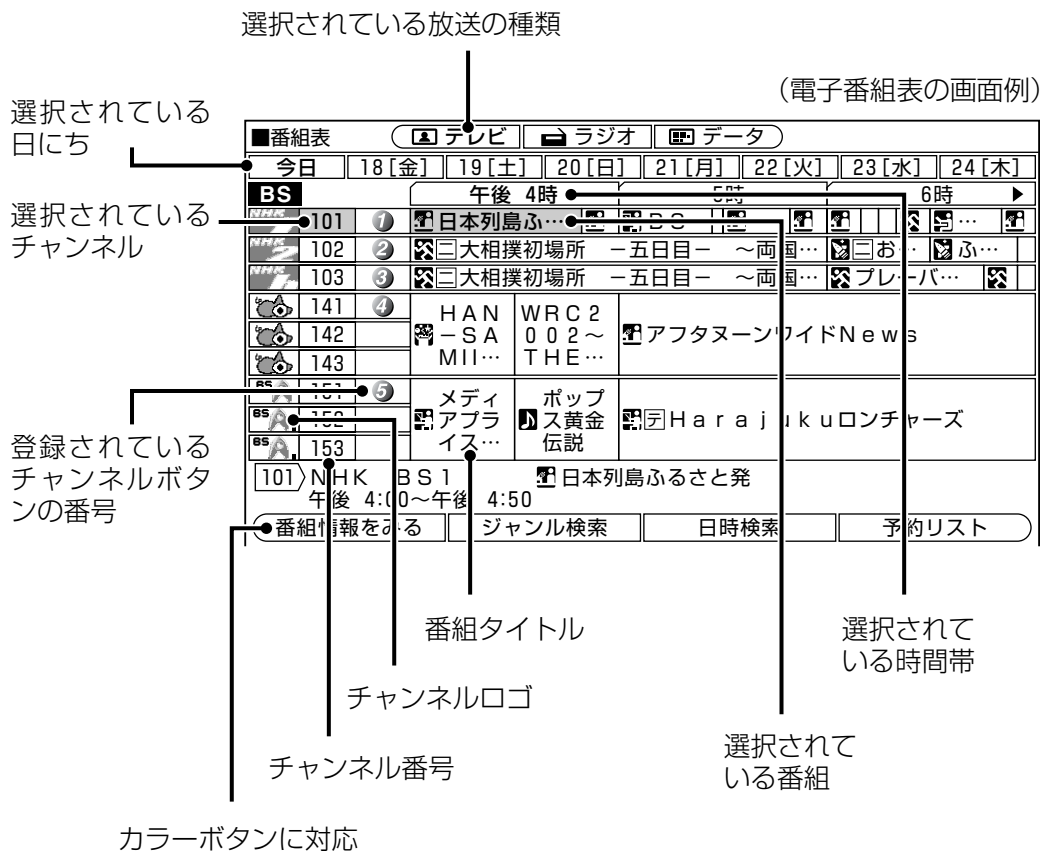 選択されている放送の種類
(電子番組表の画面例)
選択されている
日にち
■番組表 テレビ ラジオ データ
今日 18[金] 19[土] 20[日] 21[月] 22[火] 23[水] 24[木]
BS 午後 4時 5時 6時 ▶
選択されている
チャンネル
NHK 101 1 日本列島ふ… BS
NHK 102 2 二大相撲初場所 -五日目- ~両国… 二お… ふ…
NHK 103 3 二大相撲初場所 -五日目- ~両国… プレーバ…
141 4
142
143
HAN
-SA
MII…
WRC2
002~
THE…
アフタヌーンワイドNews
BS 151 5
BS 152
BS 153
メディ
アプラ
イス…
ポップ
ス黄金
伝説
デHarajukuロンチャーズ
登録されている
チャンネルボタ
ンの番号
101 NHK BS1 日本列島ふるさと発
午後 4:00~午後 4:50
番組情報をみる ジャンル検索 日時検索 予約リスト
番組タイトル
選択されて
いる時間帯
チャンネルロゴ
選択されて
いる番組
チャンネル番号
カラーボタンに対応